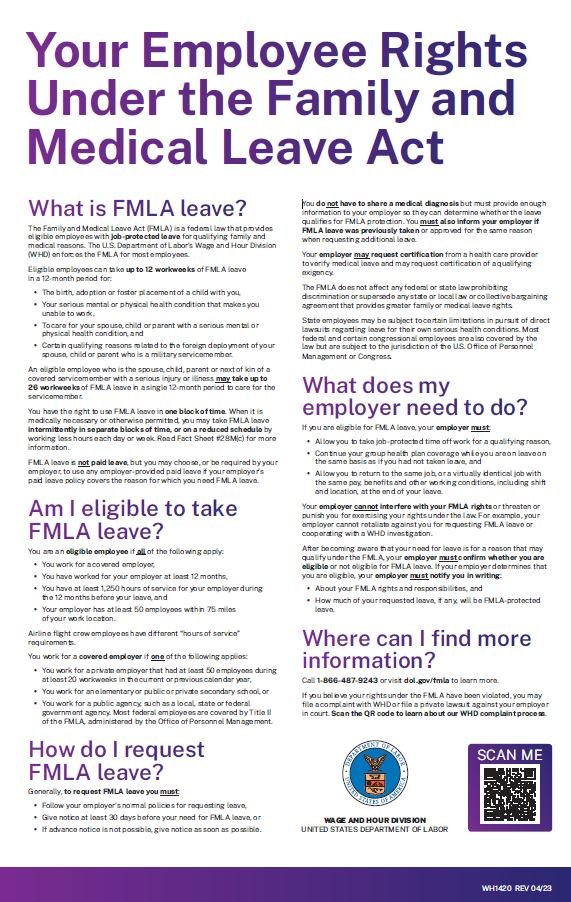 Your Employee Rights
Under the Family and
Medical Leave Act
What is FMLA leave?
The Family and Medical Leave Act (FMLA) is a federal law that provides
eligible employees with job-protected leave for qualifying family and
medical reasons. The U.S. Department of Labor's Wage and Hour Division
(WHD) enforces the FMLA for most employees.
Eligible employees can take up to 12 workweeks of FMLA leave
in a 12-month period for:
• The birth, adoption or foster placement of a child with you,
• Your serious mental or physical health condition that makes you
unable to work,
• To care for your spouse, child or parent with a serious mental or
physical health condition, and
• Certain qualifying reasons related to the foreign deployment of your
spouse, child or parent who is a military servicemember.
An eligible employee who is the spouse, child, parent or next of kin of a
covered servicemember with a serious injury or illness may take up to
26 workweeks of FMLA leave in a single 12-month period to care for the
servicemember.
You have the right to use FMLA leave in one block of time. When it is
medically necessary or otherwise permitted, you may take FMLA leave
intermittently in separate blocks of time, or on a reduced schedule by
working less hours each day or week. Read Fact Sheet #28M(c) for more
information.
FMLA leave is not paid leave, but you may choose, or be required by your
employer, to use any employer-provided paid leave if your employer's
paid leave policy covers the reason for which you need FMLA leave.
Am I eligible to take
FMLA leave?
You are an eligible employee if all of the following apply:
• You work for a covered employer,
• You have worked for your employer at least 12 months,
• You have at least 1,250 hours of service for your employer during
the 12 months before your leave, and
• Your employer has at least 50 employees within 75 miles
of your work location.
Airline flight crew employees have different "hours of service"
requirements.
You work for a covered employer if one of the following applies:
• You work for a private employer that had at least 50 employees during
at least 20 workweeks in the current or previous calendar year,
• You work for an elementary or public or private secondary school, or
• You work for a public agency, such as a local, state or federal
government agency. Most federal employees are covered by Title II
of the FMLA, administered by the Office of Personnel Management.
How do I request
FMLA leave?
Generally, to request FMLA leave you must:
• Follow your employer's normal policies for requesting leave,
• Give notice at least 30 days before your need for FMLA leave, or
• If advance notice is not possible, give notice as soon as possible.
You do not have to share a medical diagnosis but must provide enough
information to your employer so they can determine whether the leave
qualifies for FMLA protection. You must also inform your employer if
FMLA leave was previously taken or approved for the same reason
when requesting additional leave.
Your employer may request certification from a health care provider
to verify medical leave and may request certification of a qualifying
exigency.
The FMLA does not affect any federal or state law prohibiting
discrimination or supersede any state or local law or collective bargaining
agreement that provides greater family or medical leave rights.
State employees may be subject to certain limitations in pursuit of direct
lawsuits regarding leave for their own serious health conditions. Most
federal and certain congressional employees are also covered by the
law but are subject to the jurisdiction of the U.S. Office of Personnel
Management or Congress.
What does my
employer need to do?
If you are eligible for FMLA leave, your employer must:
• Allow you to take job-protected time off work for a qualifying reason,
• Continue your group health plan coverage while you are on leave on
the same basis as if you had not taken leave, and
• Allow you to return to the same job, or a virtually identical job with
the same pay, benefits and other working conditions, including shift
and location, at the end of your leave.
Your employer cannot interfere with your FMLA rights or threaten or
punish you for exercising your rights under the law. For example, your
employer cannot retaliate against you for requesting FMLA leave or
cooperating with a WHD investigation.
After becoming aware that your need for leave is for a reason that may
qualify under the FMLA, your employer must confirm whether you are
eligible or not eligible for FMLA leave. If your employer determines that
you are eligible, your employer must notify you in writing:
• About your FMLA rights and responsibilities, and
• How much of your requested leave, if any, will be FMLA-protected
leave.
Where can I find more
information?
Call 1-866-487-9243 or visit dol.gov/fmla to learn more.
If you believe your rights under the FMLA have been violated, you may
file a complaint with WHD or file a private lawsuit against your employer
in court. Scan the QR code to learn about our WHD complaint process.
DEPARTMENT OF LABOR
UNITED STATES OF AMERICA
WAGE AND HOUR DIVISION
UNITED STATES DEPARTMENT OF LABOR
SCAN ME
WH1420 REV 04/23